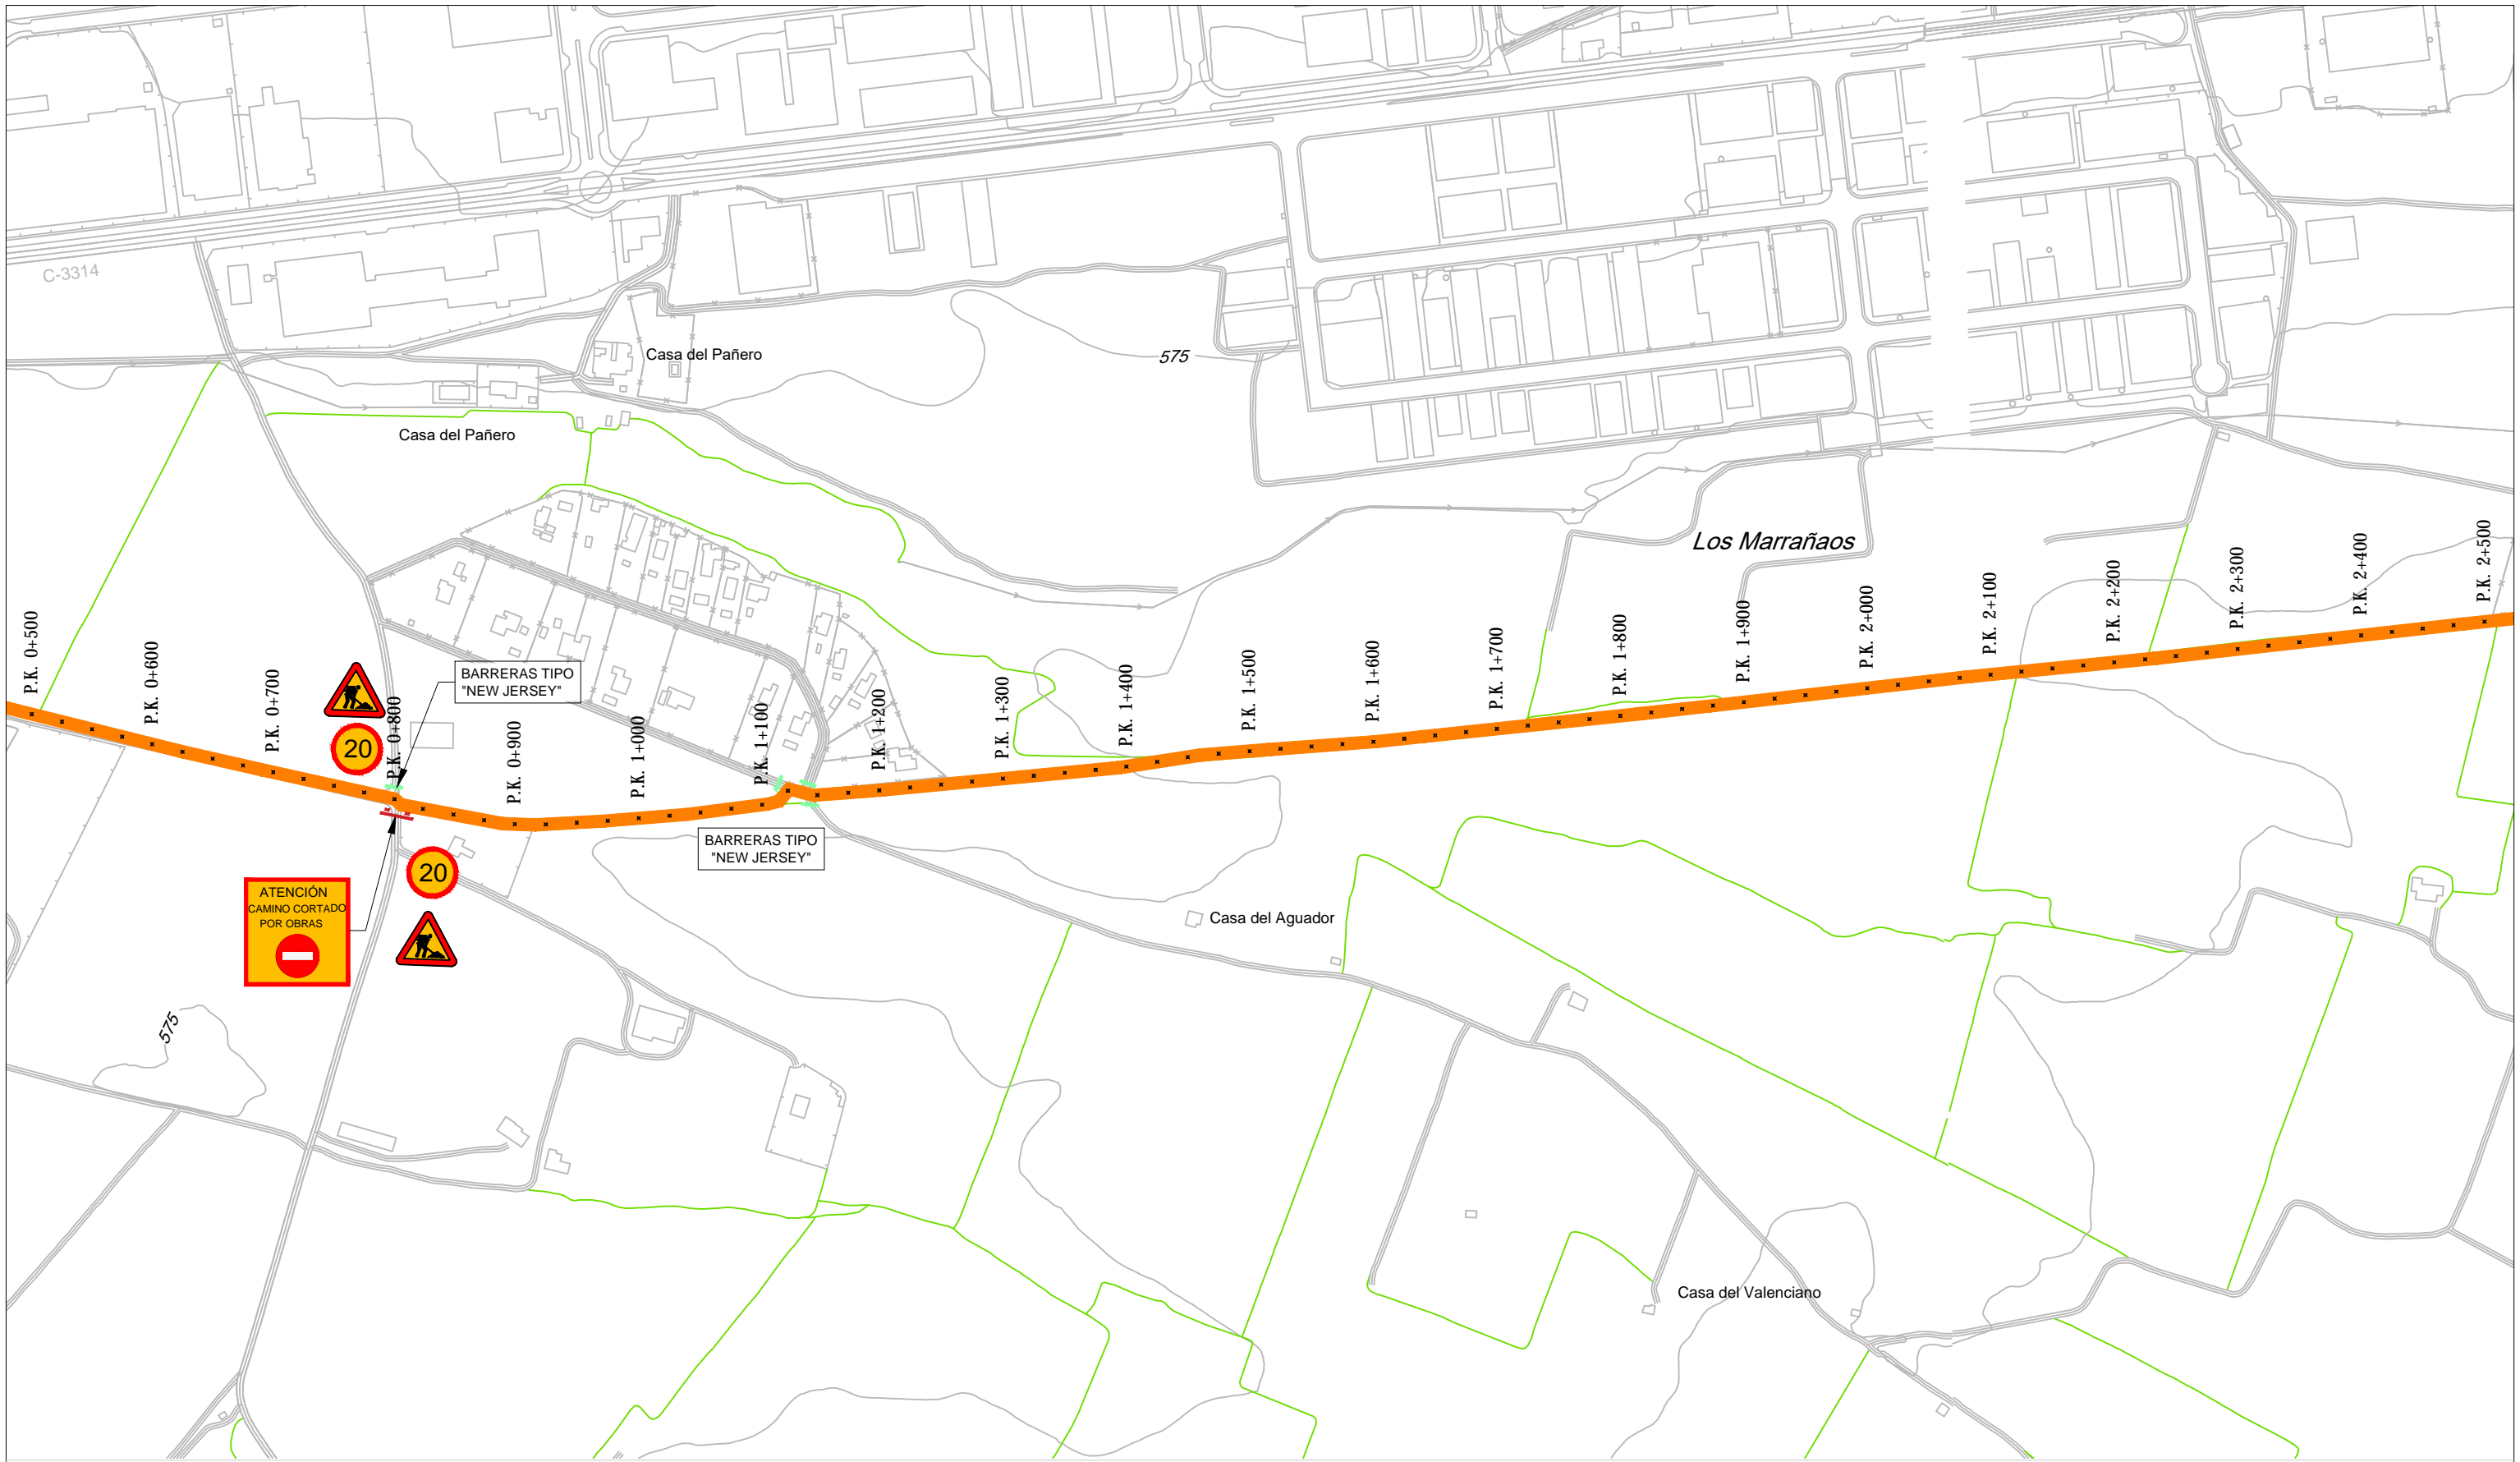 C-3314
Casa del Pañero
575
Casa del Pañero
Los Marrañaos
P.K. 0+500
P.K. 0+600
P.K. 0+700
P.K. 0+800
P.K. 0+900
P.K. 1+000
P.K. 1+100
P.K. 1+200
P.K. 1+300
P.K. 1+400
P.K. 1+500
P.K. 1+600
P.K. 1+700
P.K. 1+800
P.K. 1+900
P.K. 2+000
P.K. 2+100
P.K. 2+200
P.K. 2+300
P.K. 2+400
P.K. 2+500
BARRERAS TIPO
"NEW JERSEY"
20
BARRERAS TIPO
"NEW JERSEY"
20
ATENCIÓN
CAMINO CORTADO
POR OBRAS
Casa del Aguador
575
Casa del Valenciano